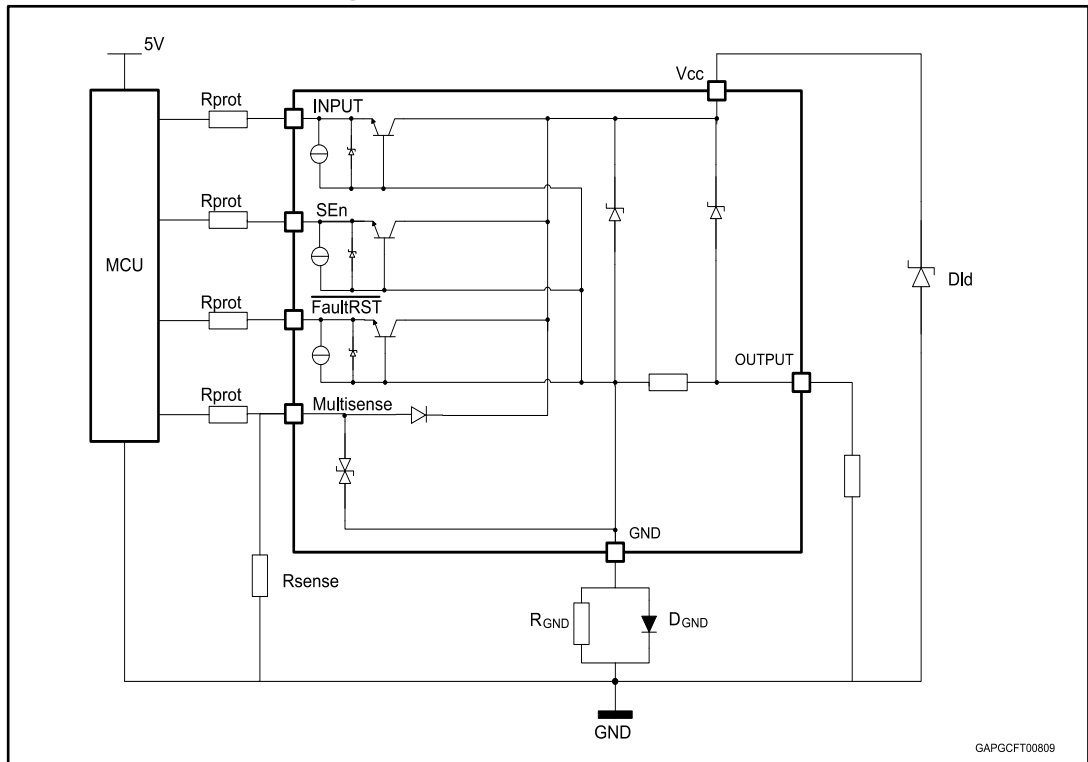 5V
Vcc
Rprot
INPUT
Rprot
SEn
MCU
Dld
Rprot
FaultRST
OUTPUT
Rprot
Multisense
GND
Rsense
RGND
DGND
GND
GAPGCFT00809